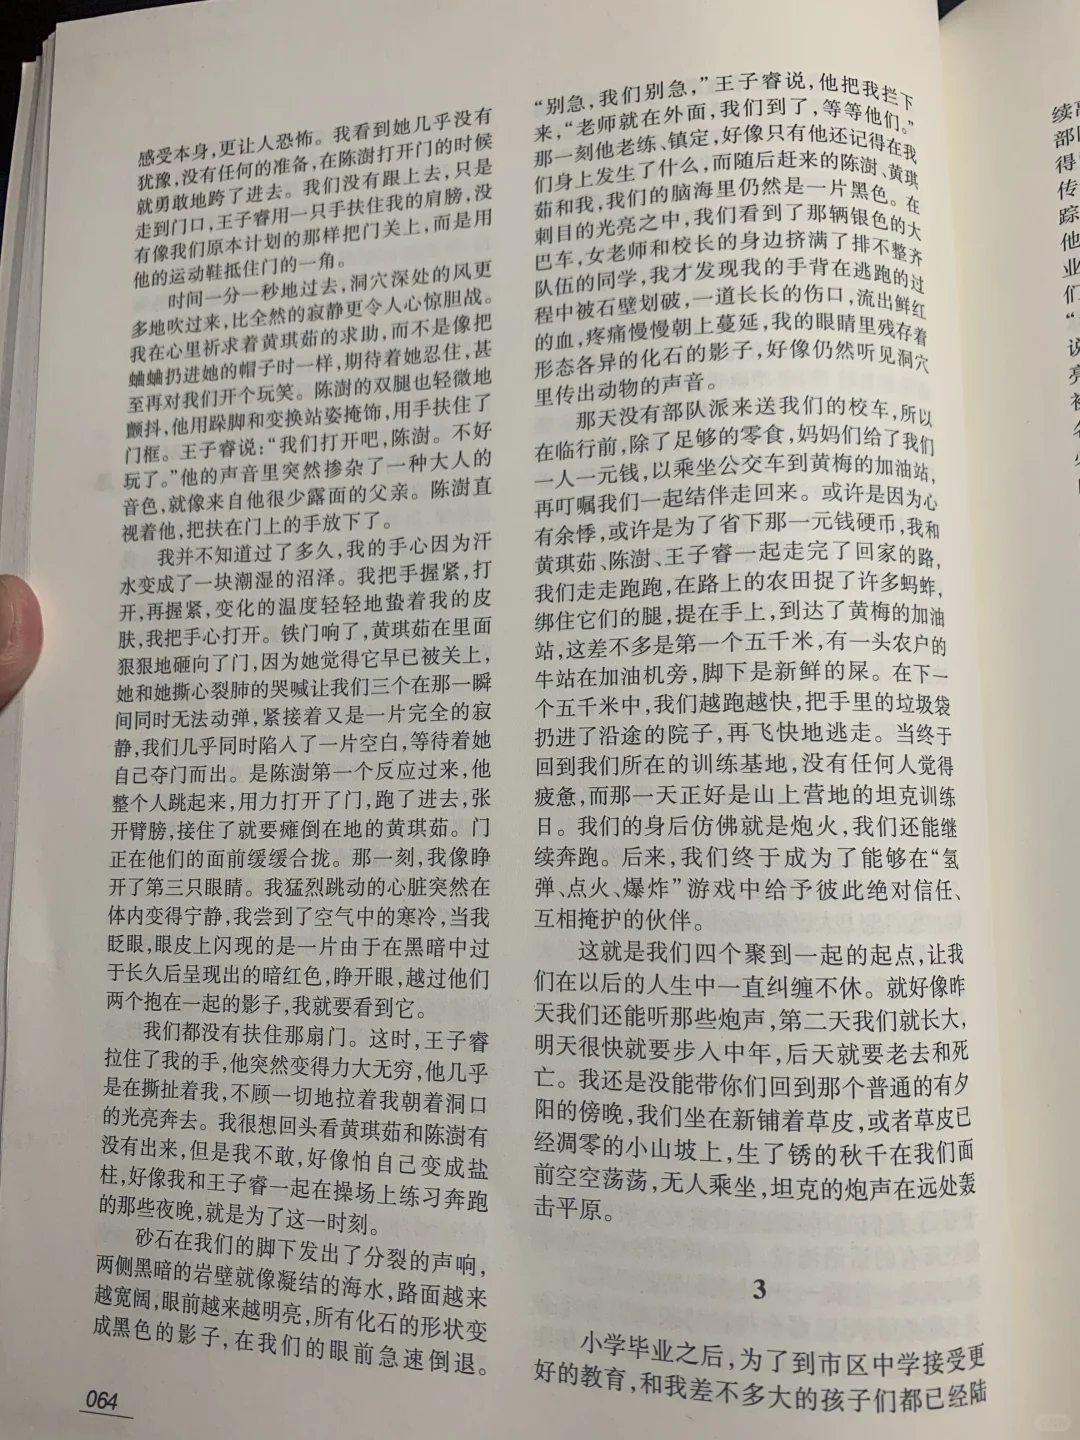 感受本身，更让人恐怖。我看到她几乎没有
犹豫，没有任何的准备，在陈澍打开门的时候
就勇敢地跨了进去。我们没有跟上去，只是
走到门口，王子睿用一只手扶住我的肩膀，没
有像我们原本计划的那样把门关上，而是用
他的运动鞋抵住门的一角。
时间一分一秒地过去，洞穴深处的风更
多地吹过来，比全然的寂静更令人心惊胆战。
我在心里祈求着黄琪茹的求助，而不是像把
蛐蛐扔进她的帽子时一样，期待着她忍住，甚
至再对我们开个玩笑。陈澍的双腿也轻微地
颤抖，他用跺脚和变换站姿掩饰，用手扶住了
门框。王子睿说：“我们打开吧，陈澍。不好
玩了。”他的声音里突然掺杂了一种大人的
音色，就像来自他很少露面的父亲。陈澍直
视着他，把扶在门上的手放下了。
我并不知道过了多久，我的手心因为汗
水变成了一块潮湿的沼泽。我把手握紧，打
开，再握紧，变化的温度轻轻地蛰着我的皮
肤，我把手心打开。铁门响了，黄琪茹在里面
狠狠地砸向了门，因为她觉得它早已被关上，
她和她撕心裂肺的哭喊让我们三个在那一瞬
间同时无法动弹，紧接着又是一片完全的寂
静，我们几乎同时陷入了一片空白，等待着她
自己夺门而出。是陈澍第一个反应过来，他
整个人跳起来，用力打开了门，跑了进去，张
开臂膀，接住了就要瘫倒在地的黄琪茹。门
正在他们的面前缓缓合拢。那一刻，我像睁
开了第三只眼睛。我猛烈跳动的心脏突然在
体内变得宁静，我尝到了空气中的寒冷，当我
眨眼，眼皮上闪现的是一片由于在黑暗中过
于长久后呈现出的暗红色，睁开眼，越过他们
两个抱在一起的影子，我就要看到它。
我们都没有扶住那扇门。这时，王子睿
拉住了我的手，他突然变得力大无穷，他几乎
是在撕扯着我，不顾一切地拉着我朝着洞口
的光亮奔去。我很想回头看黄琪茹和陈澍有
没有出来，但是我不敢，好像怕自己变成盐
柱，好像我和王子睿一起在操场上练习奔跑
的那些夜晚，就是为了这一时刻。
砂石在我们的脚下发出了分裂的声响，
两侧黑暗的岩壁就像凝结的海水，路面越来
越宽阔，眼前越来越明亮，所有化石的形状变
成黑色的影子，在我们的眼前急速倒退。
064
“别急，我们别急，”王子睿说，他把我拦下
来，“老师就在外面，我们到了，等等他们。”
那一刻他老练、镇定，好像只有他还记得在我
们身上发生了什么，而随后赶来的陈澍、黄琪
茹和我，我们的脑海里仍然是一片黑色。在
刺目的光亮之中，我们看到了那辆银色的大
巴车，女老师和校长的身边挤满了排不整齐
队伍的同学，我才发现我的手背在逃跑的过
程中被石壁划破，一道长长的伤口，流出鲜红
的血，疼痛慢慢朝上蔓延，我的眼睛里残存着
形态各异的化石的影子，好像仍然听见洞穴
里传出动物的声音。
那天没有部队派来送我们的校车，所以
在临行前，除了足够的零食，妈妈们给了我们
一人一元钱，以乘坐公交车到黄梅的加油站，
再叮嘱我们一起结伴走回来。或许是因为心
有余悸，或许是为了省下那一元钱硬币，我和
黄琪茹、陈澍、王子睿一起走完了回家的路，
我们走走跑跑，在路上的农田捉了许多蚂蚱，
绑住它们的腿，提在手上，到达了黄梅的加油
站，这差不多是第一个五千米，有一头农户的
牛站在加油机旁，脚下是新鲜的屎。在下一
个五千米中，我们越跑越快，把手里的垃圾袋
扔进了沿途的院子，再飞快地逃走。当终于
回到我们所在的训练基地，没有任何人觉得
疲惫，而那一天正好是山上营地的坦克训练
日。我们的身后仿佛就是炮火，我们还能继
续奔跑。后来，我们终于成为了能够在“氢
弹、点火、爆炸”游戏中给予彼此绝对信任、
互相掩护的伙伴。
这就是我们四个聚到一起的起点，让我
们在以后的人生中一直纠缠不休。就好像昨
天我们还能听那些炮声，第二天我们就长大，
明天很快就要步入中年，后天就要老去和死
亡。我还是没能带你们回到那个普通的有夕
阳的傍晚，我们坐在新铺着草皮，或者草皮已
经凋零的小山坡上，生了锈的秋千在我们面
前空空荡荡，无人乘坐，坦克的炮声在远处轰
击平原。
3
小学毕业之后，为了到市区中学接受更
好的教育，和我差不多大的孩子们都已经陆
续
部
得
传
踪
他
业
们
“
说